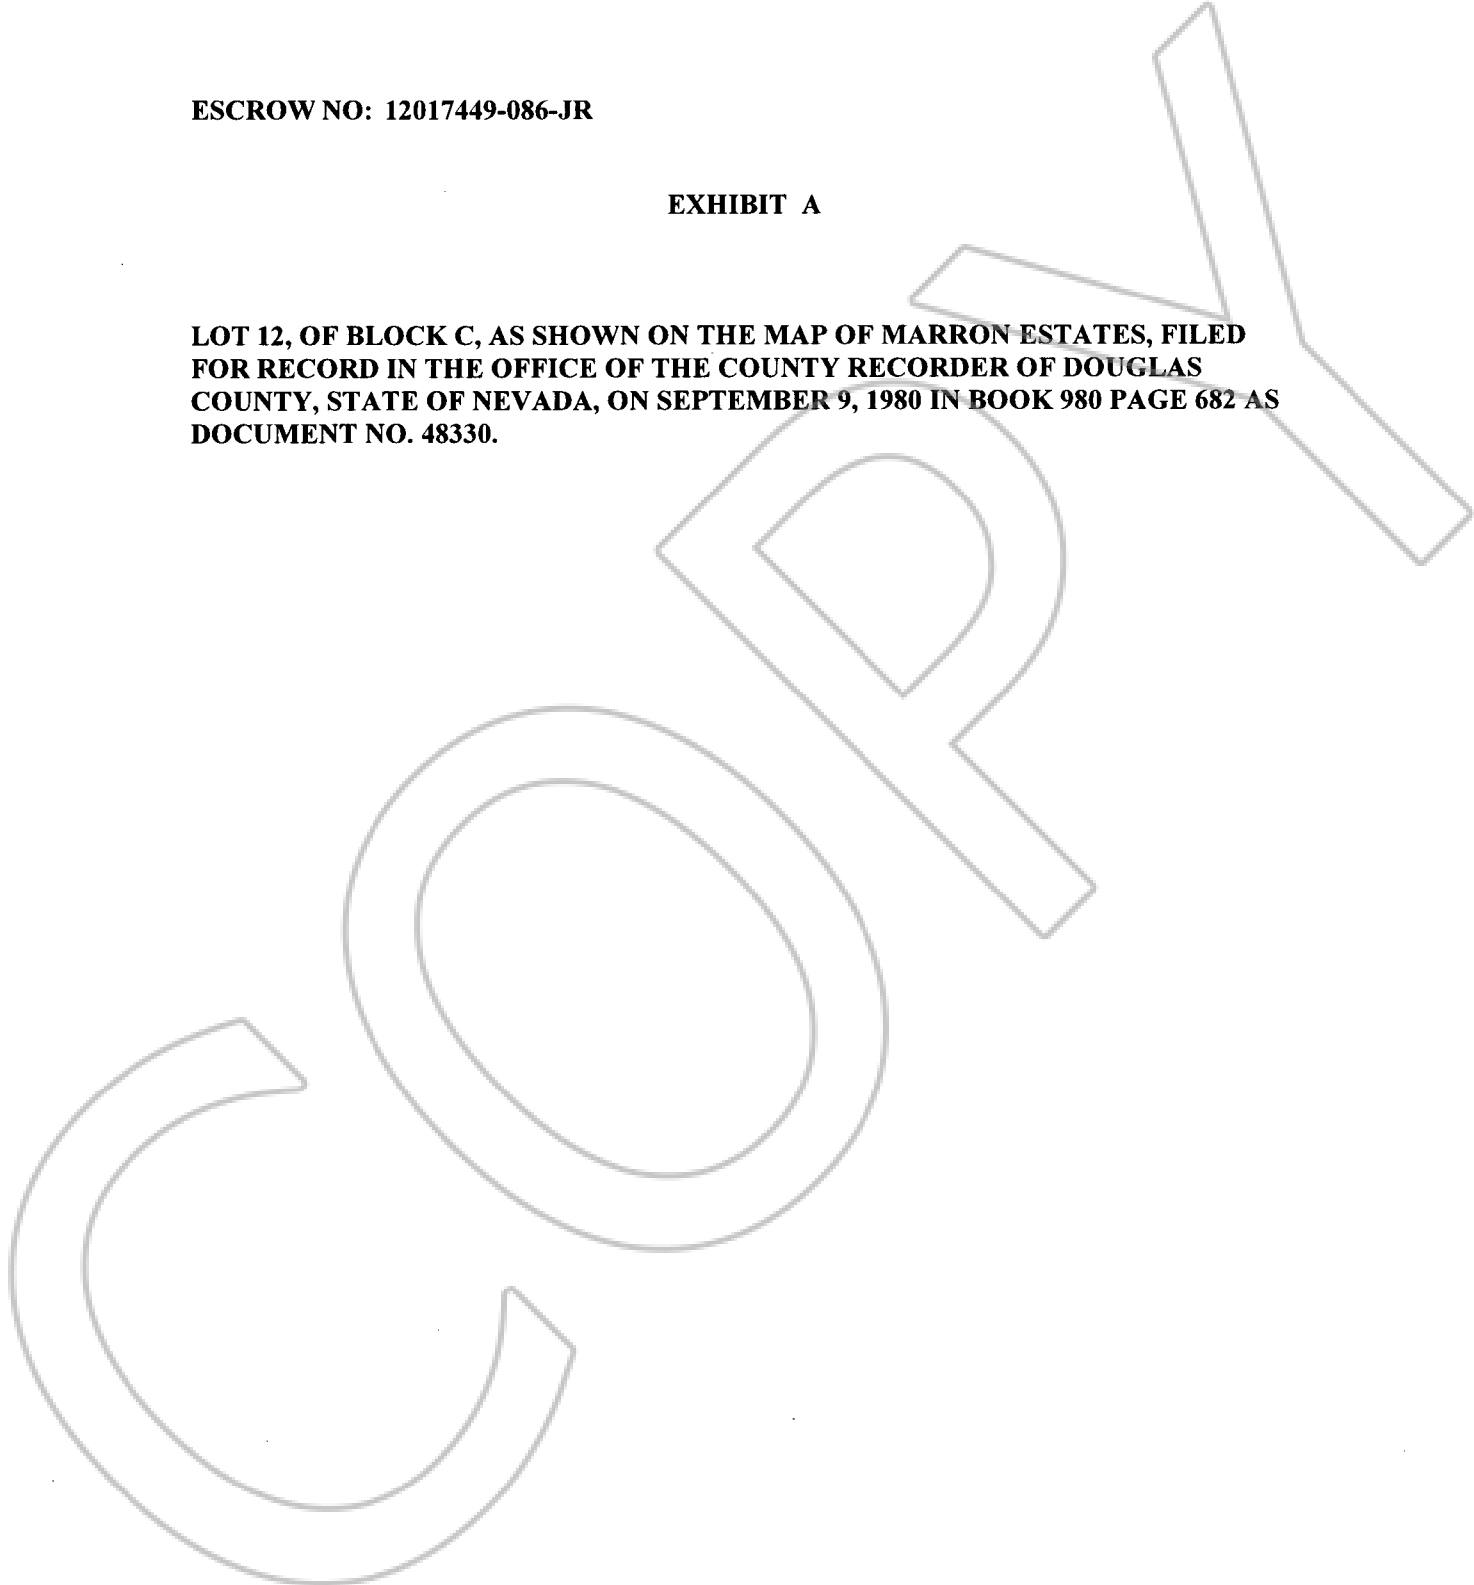 ESCROW NO: 12017449-086-JR
EXHIBIT A
LOT 12, OF BLOCK C, AS SHOWN ON THE MAP OF MARRON ESTATES, FILED
FOR RECORD IN THE OFFICE OF THE COUNTY RECORDER OF DOUGLAS
COUNTY, STATE OF NEVADA, ON SEPTEMBER 9, 1980 IN BOOK 980 PAGE 682 AS
DOCUMENT NO. 48330.
COPY